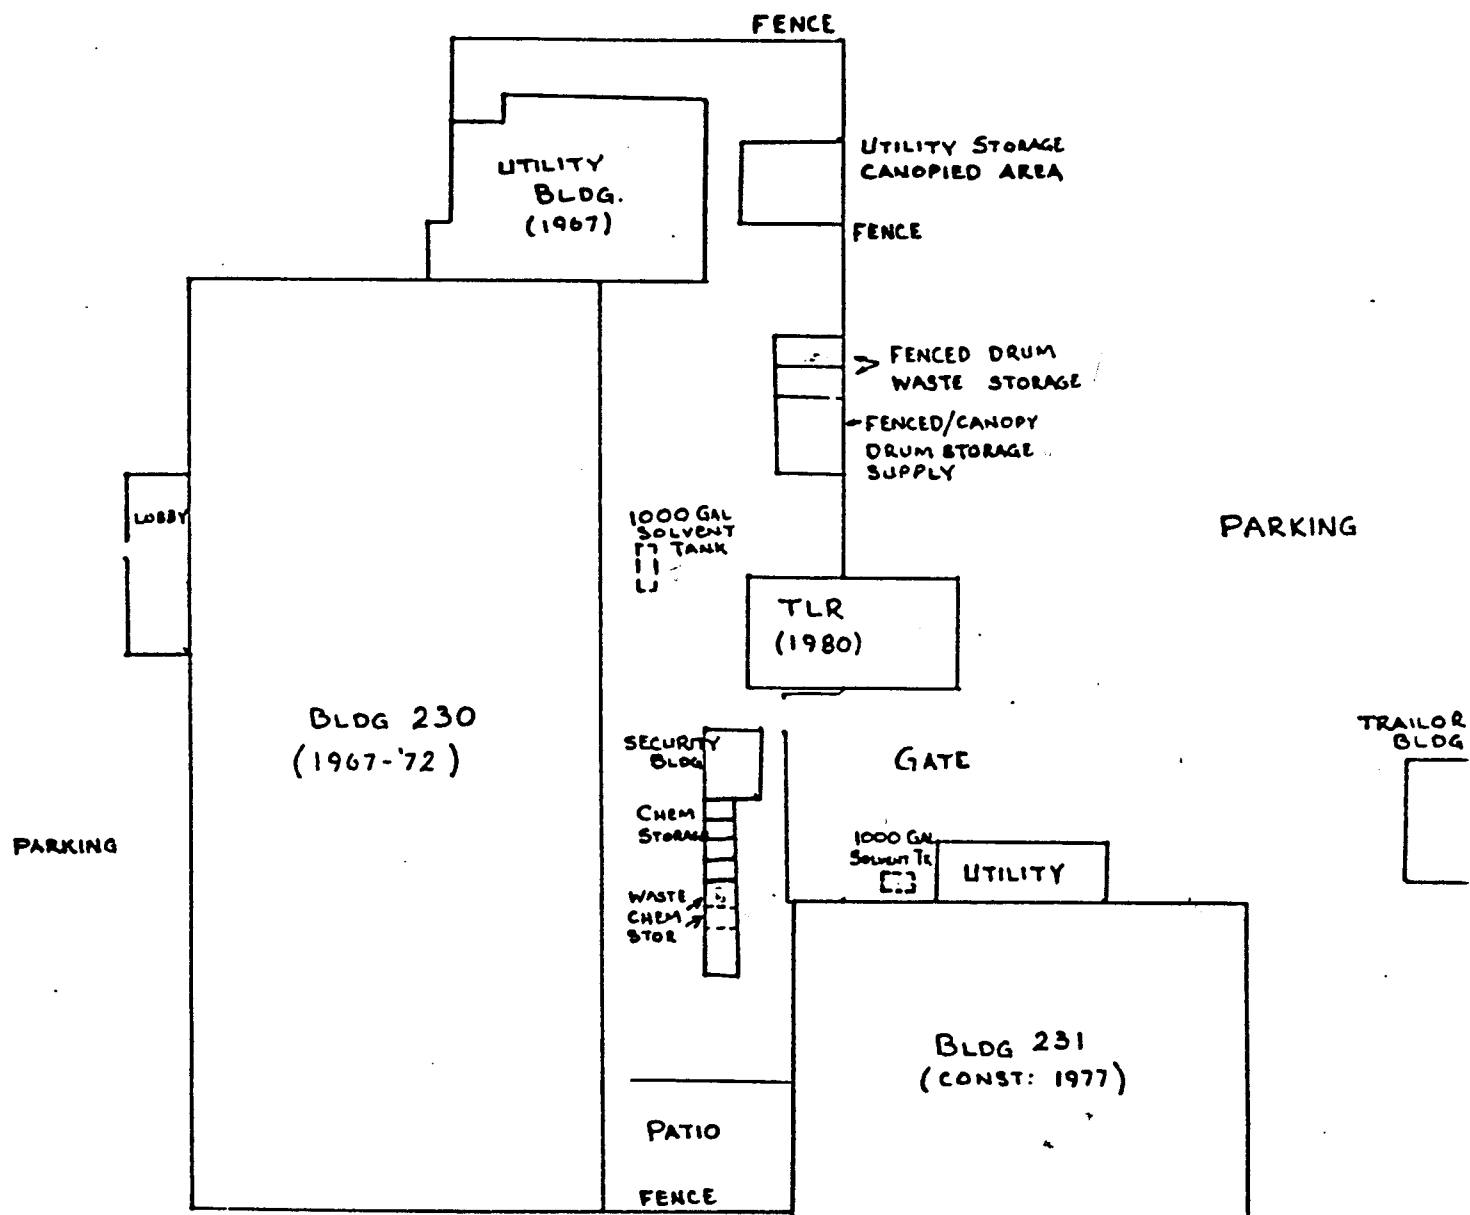 FENCE
UTILITY STORAGE
CANOPIED AREA
UTILITY
BLDG.
(1967)
FENCE
FENCED DRUM
WASTE STORAGE
FENCED/CANOPY
DRUM STORAGE
SUPPLY
LOBBY
1000 GAL
SOLVENT
TANK
PARKING
TLR
(1980)
BLDG 230
(1967-'72)
SECURITY
BLDG
GATE
TRAILOR
BLDG
CHEM
STORAGE
PARKING
1000 GAL
SOLVENT TK
UTILITY
WASTE
CHEM
STOR
BLDG 231
(CONST: 1977)
PATIO
FENCE